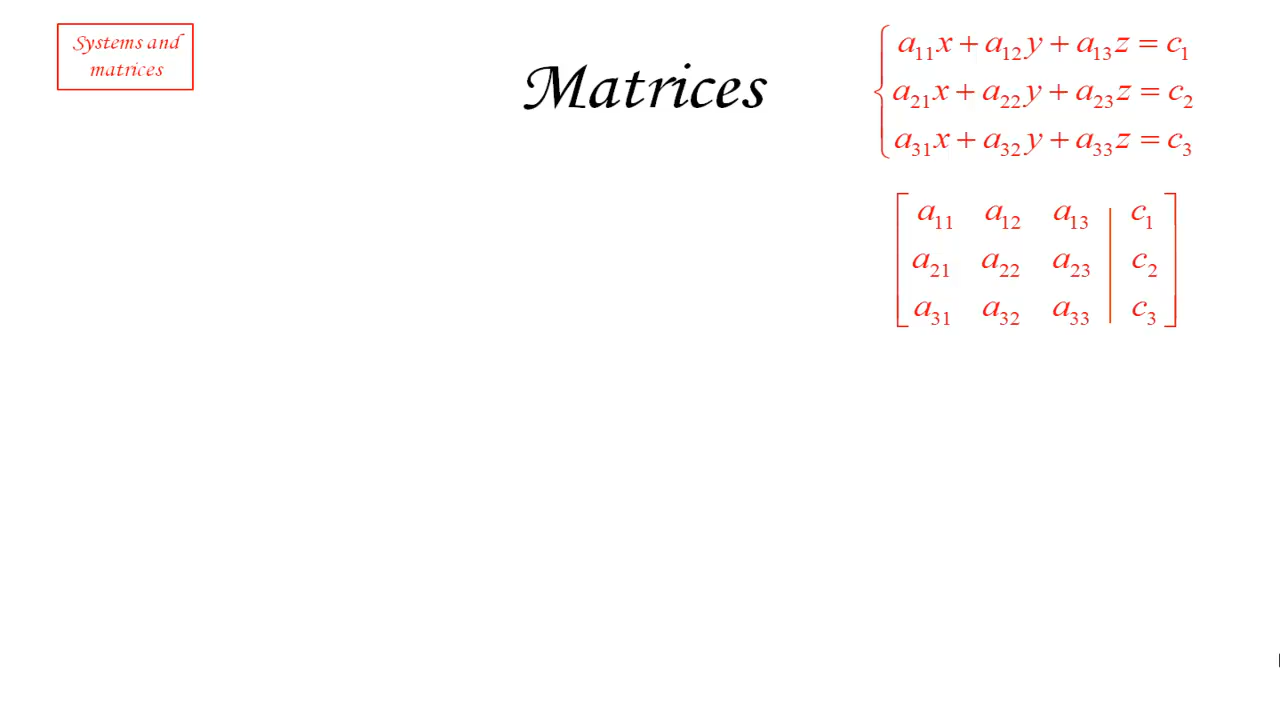 Systems and
matrices
Matrices
a₁₁x + a₁₂y + a₁₃z = c₁
a₂₁x + a₂₂y + a₂₃z = c₂
a₃₁x + a₃₂y + a₃₃z = c₃
a₁₁ a₁₂ a₁₃ | c₁
a₂₁ a₂₂ a₂₃ | c₂
a₃₁ a₃₂ a₃₃ | c₃